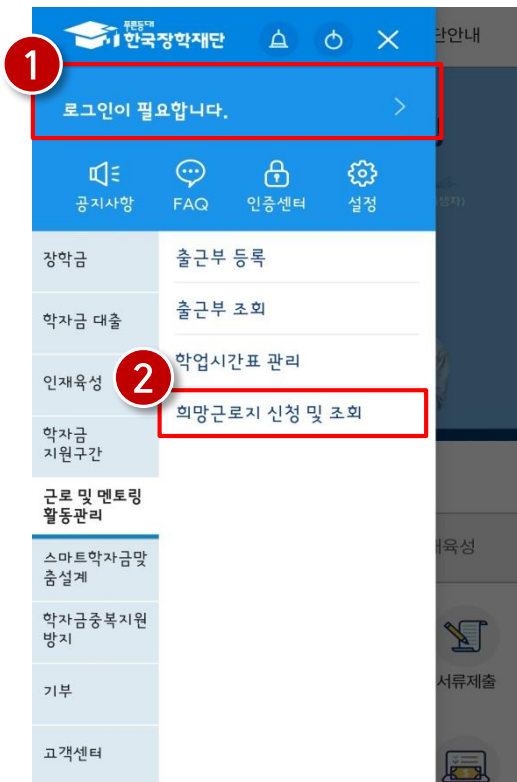 푸른등대
한국장학재단
단안내
1
로그인이 필요합니다.
공지사항
FAQ
인증센터
설정
장학금
출근부 등록
학자금 대출
출근부 조회
학업시간표 관리
인재육성
2
희망근로지 신청 및 조회
학자금
지원구간
근로 및 멘토링
활동관리
스마트학자금맞
춤설계
육성
학자금중복지원
방지
서류제출
기부
고객센터